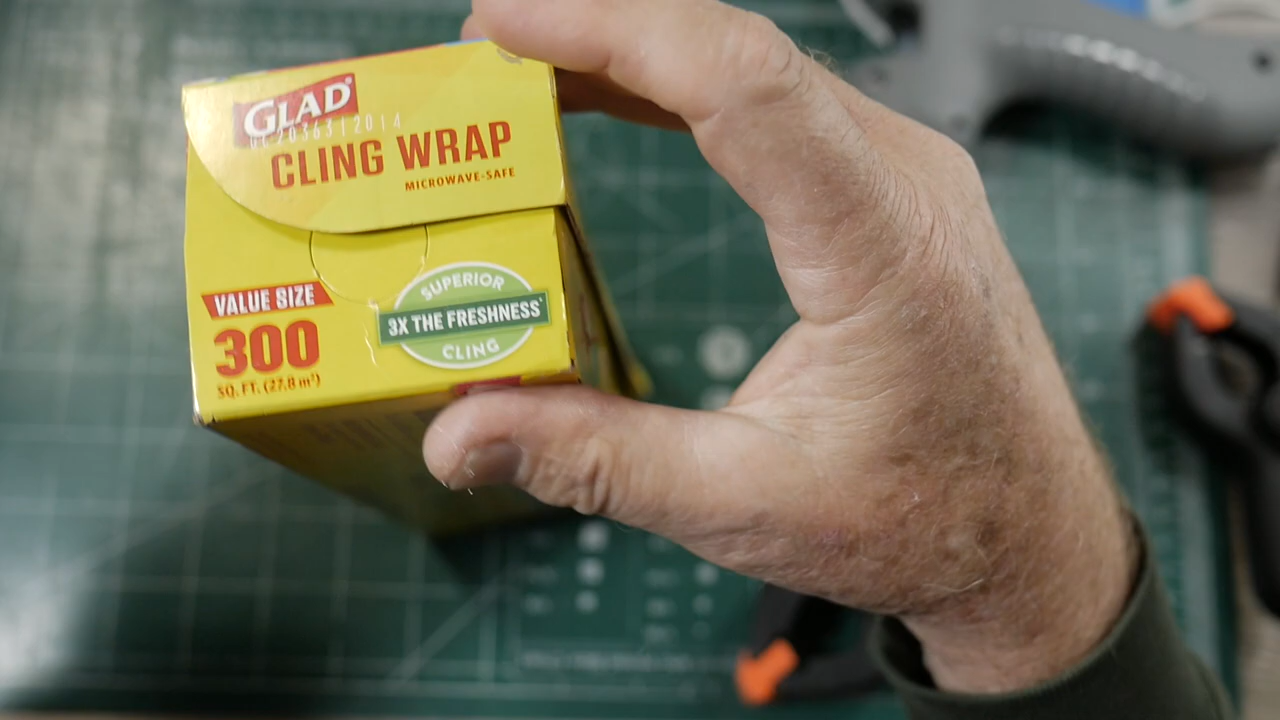 GLAD
CLING WRAP
MICROWAVE-SAFE
VALUE SIZE
300
SQ. FT. (27.8 m²)
SUPERIOR
3X THE FRESHNESS*
CLING